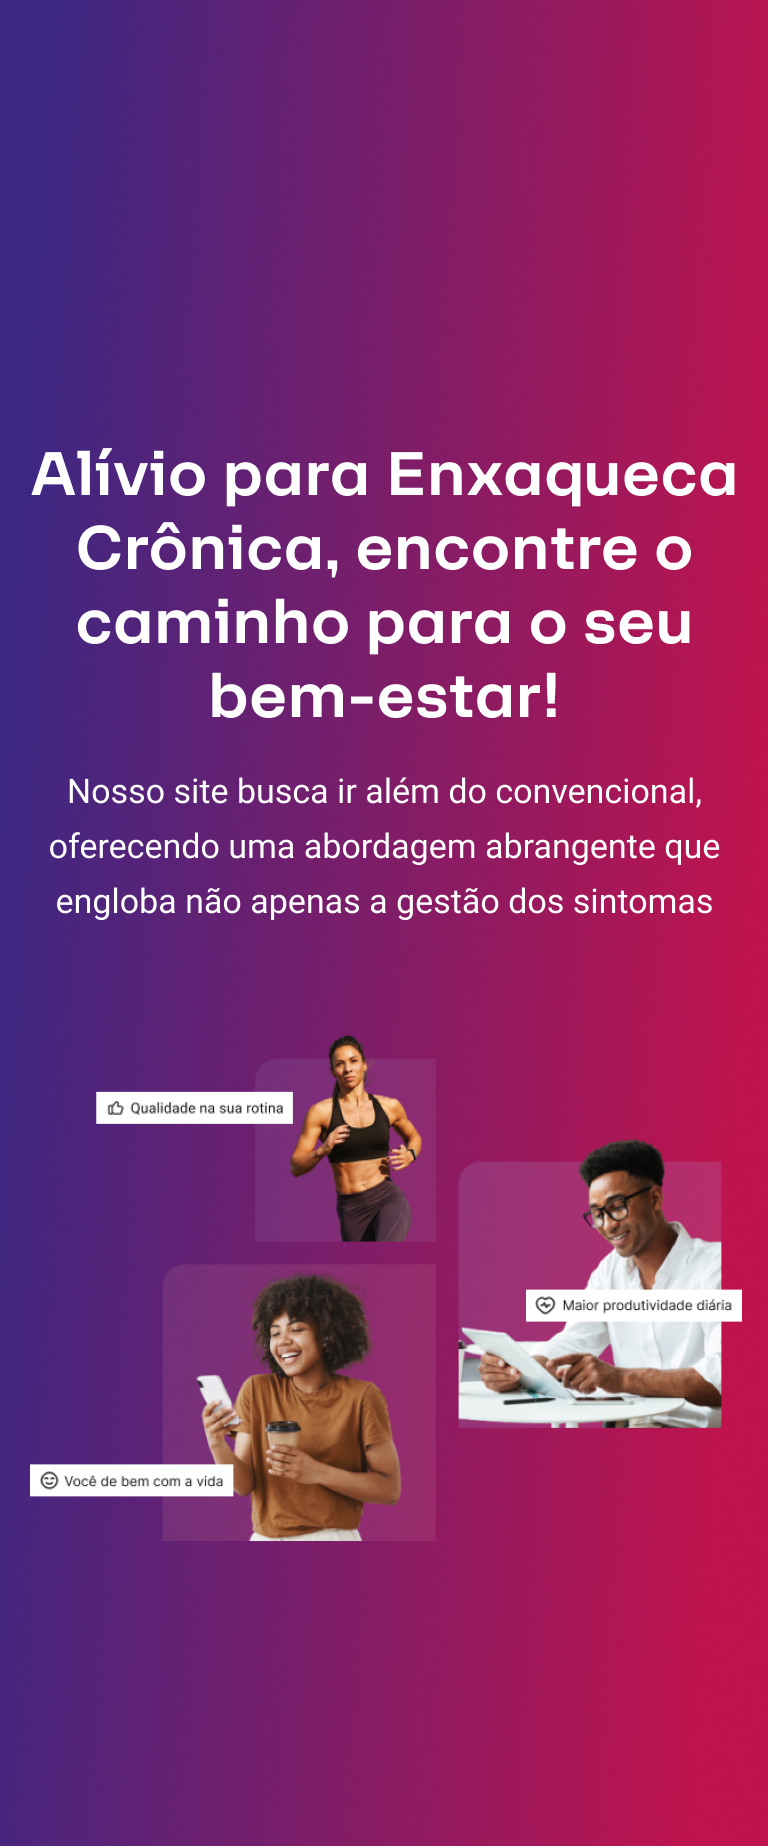 Alívio para Enxaqueca
Crônica, encontre o
caminho para o seu
bem-estar!
Nosso site busca ir além do convencional,
oferecendo uma abordagem abrangente que
engloba não apenas a gestão dos sintomas
Qualidade na sua rotina
Maior produtividade diária
Você de bem com a vida